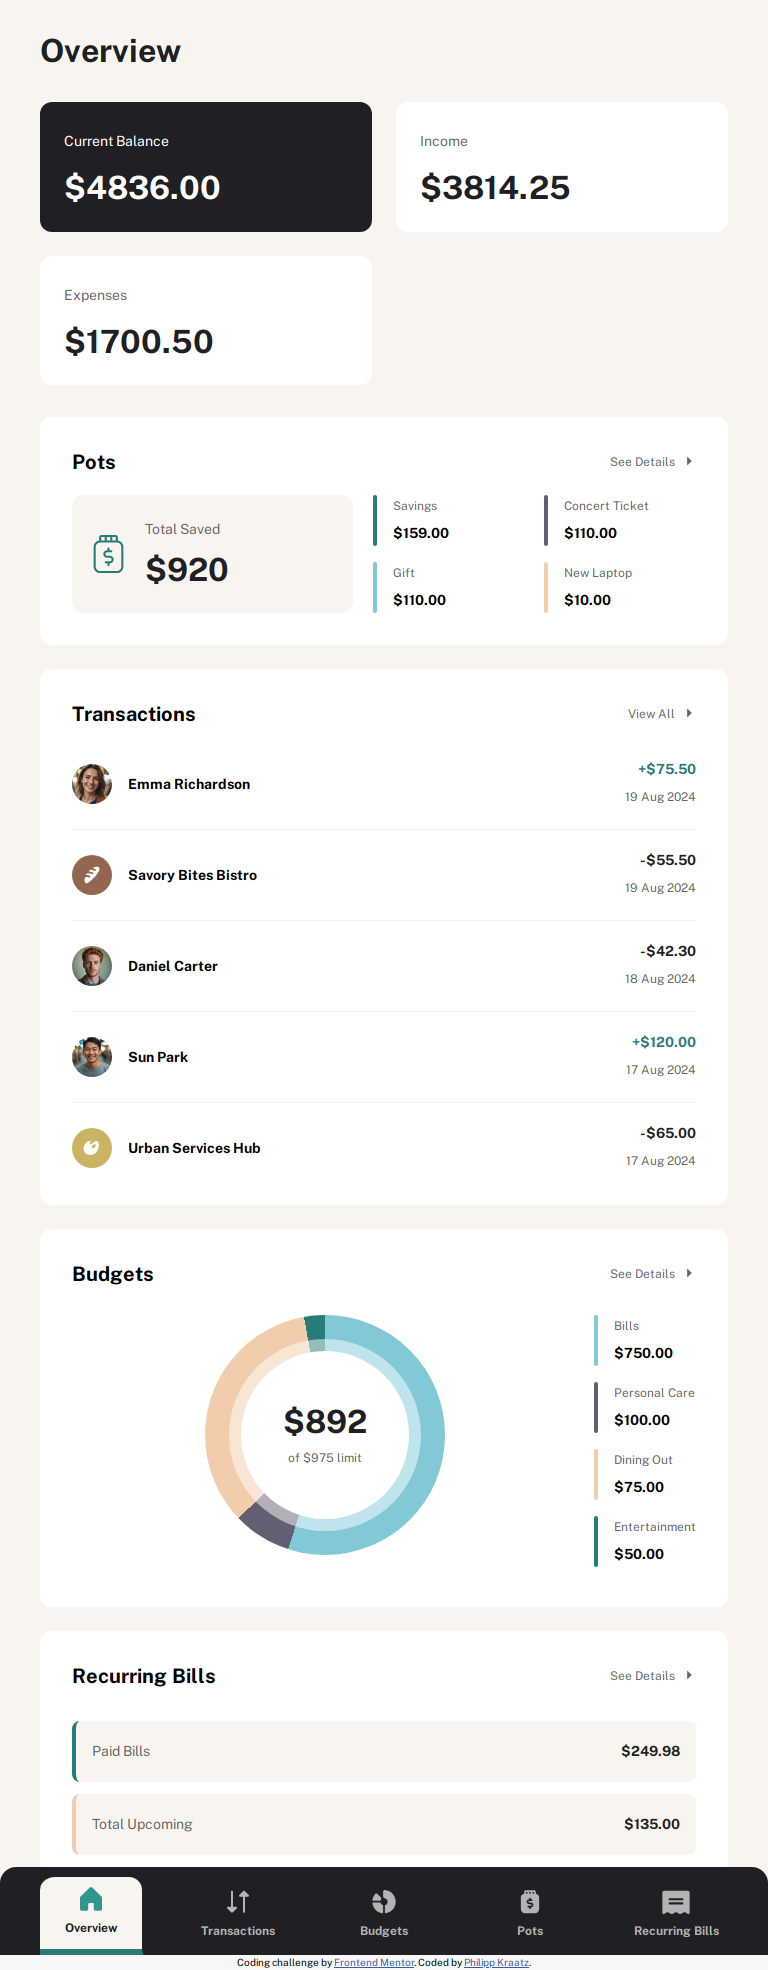 Overview
Current Balance
$4836.00
Income
$3814.25
Expenses
$1700.50
Pots
See Details
Total Saved
$920
Savings
$159.00
Concert Ticket
$110.00
Gift
$110.00
New Laptop
$10.00
Transactions
View All
Emma Richardson
+$75.50
19 Aug 2024
Savory Bites Bistro
-$55.50
19 Aug 2024
Daniel Carter
-$42.30
18 Aug 2024
Sun Park
+$120.00
17 Aug 2024
Urban Services Hub
-$65.00
17 Aug 2024
Budgets
See Details
$892
of $975 limit
Bills
$750.00
Personal Care
$100.00
Dining Out
$75.00
Entertainment
$50.00
Recurring Bills
See Details
Paid Bills
$249.98
Total Upcoming
$135.00
Overview
Transactions
Budgets
Pots
Recurring Bills
Coding challenge by Frontend Mentor. Coded by Philipp Kraatz.